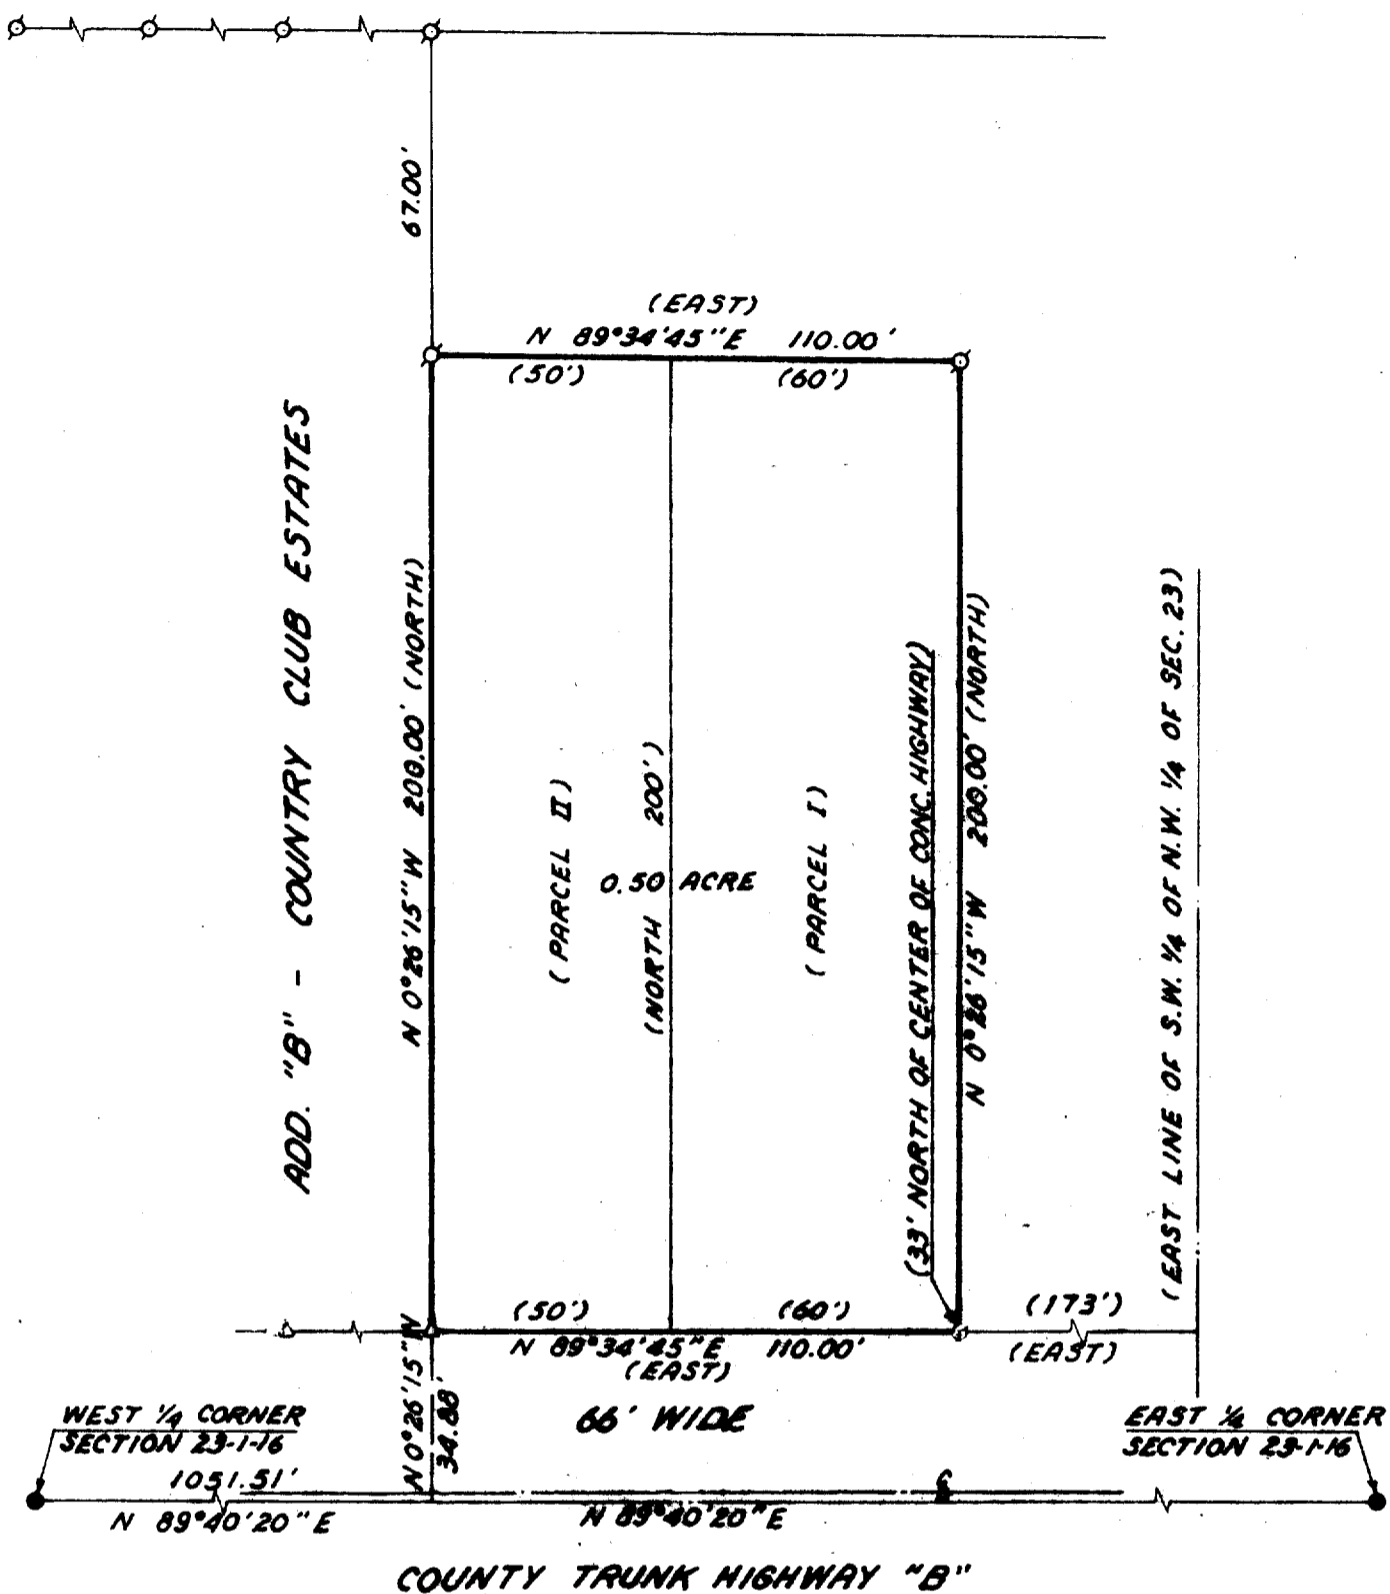 67.00'
(EAST)
N 89°34'45"E 110.00'
(50') (60')
ADD. "B" - COUNTRY CLUB ESTATES
N 0°26'15"W 200.00' (NORTH)
(PARCEL II)
(NORTH 200')
0.50 ACRE
(PARCEL I)
(33' NORTH OF CENTER OF CONC. HIGHWAY)
N 0°26'15"W 200.00' (NORTH)
(EAST LINE OF S.W. 1/4 OF N.W. 1/4 OF SEC. 23)
(50') (60') (173')
N 89°34'45"E 110.00' (EAST)
(EAST)
N 0°26'15"W
34.88'
66' WIDE
WEST 1/4 CORNER
SECTION 23-1-16
EAST 1/4 CORNER
SECTION 23-1-16
1051.51'
N 89°40'20"E N 89°40'20"E
COUNTY TRUNK HIGHWAY "B"